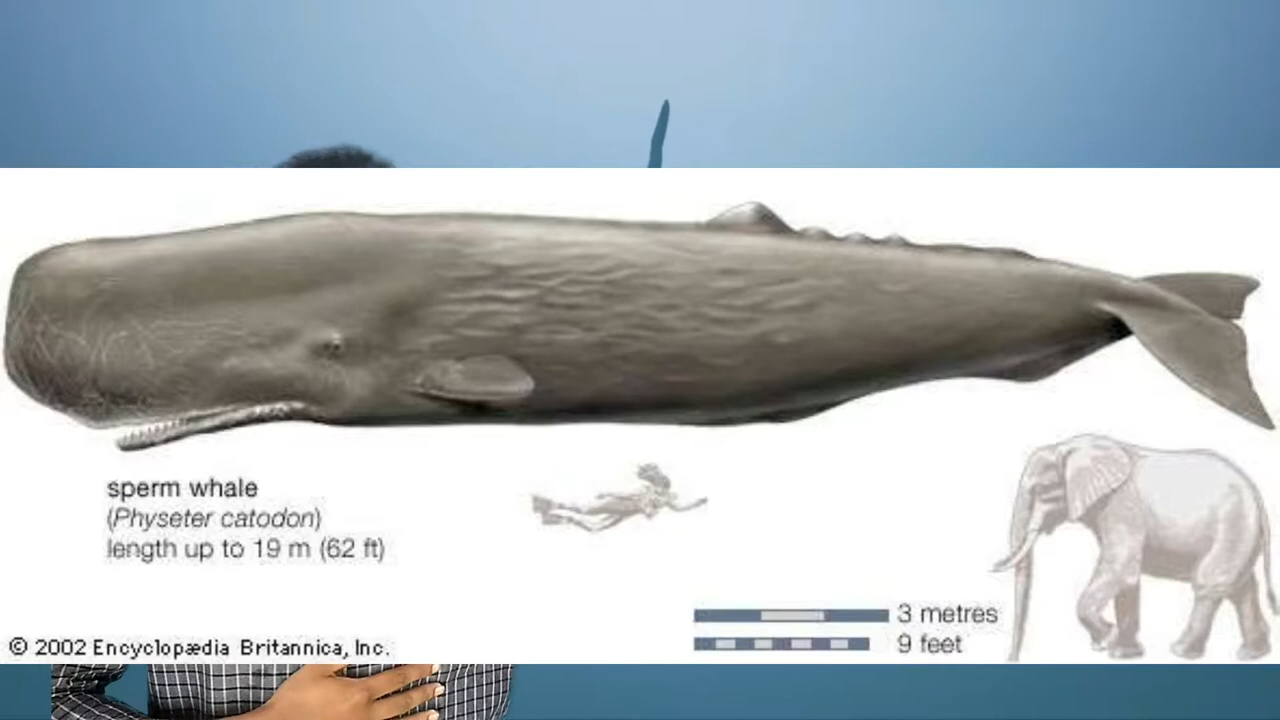 sperm whale
(Physeter catodon)
length up to 19 m (62 ft)
3 metres
9 feet
© 2002 Encyclopædia Britannica, Inc.